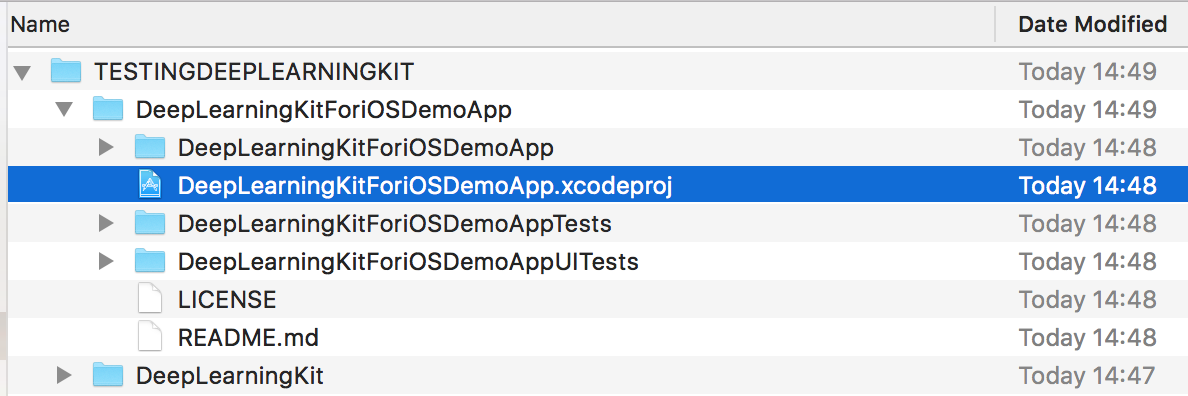 Name Date Modified
TESTINGDEEPLEARNINGKIT Today 14:49
DeepLearningKitForiOSDemoApp Today 14:49
DeepLearningKitForiOSDemoApp Today 14:48
DeepLearningKitForiOSDemoApp.xcodeproj Today 14:48
DeepLearningKitForiOSDemoAppTests Today 14:48
DeepLearningKitForiOSDemoAppUITests Today 14:48
LICENSE Today 14:48
README.md Today 14:48
DeepLearningKit Today 14:47